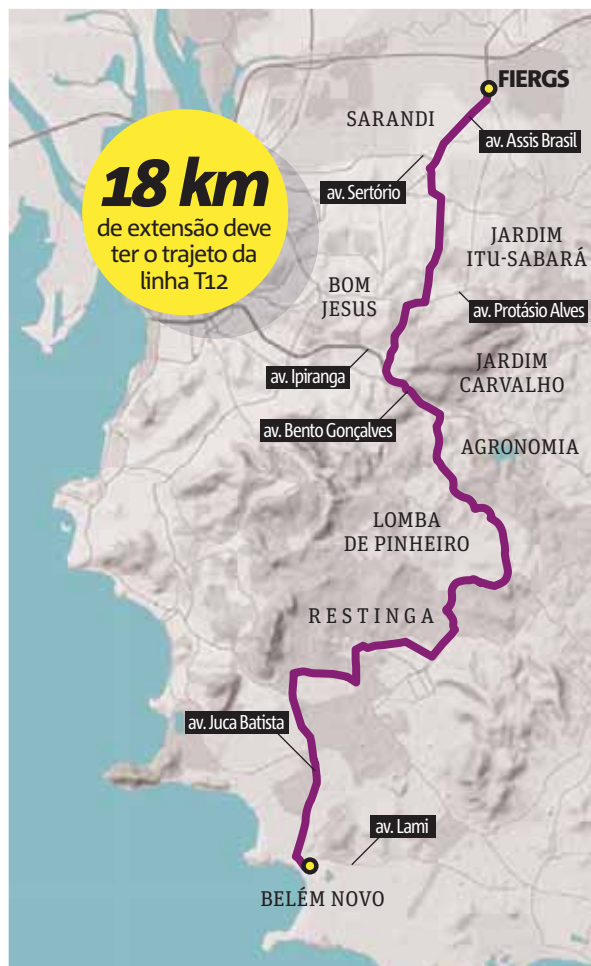 FIERGS
SARANDI
av. Assis Brasil
18 km
de extensão deve
ter o trajeto da
linha T12
av. Sertório
JARDIM
ITU-SABARÁ
BOM
JESUS
av. Protásio Alves
av. Ipiranga
JARDIM
CARVALHO
av. Bento Gonçalves
AGRONOMIA
LOMBA
DE PINHEIRO
RESTINGA
av. Juca Batista
av. Lami
BELÉM NOVO